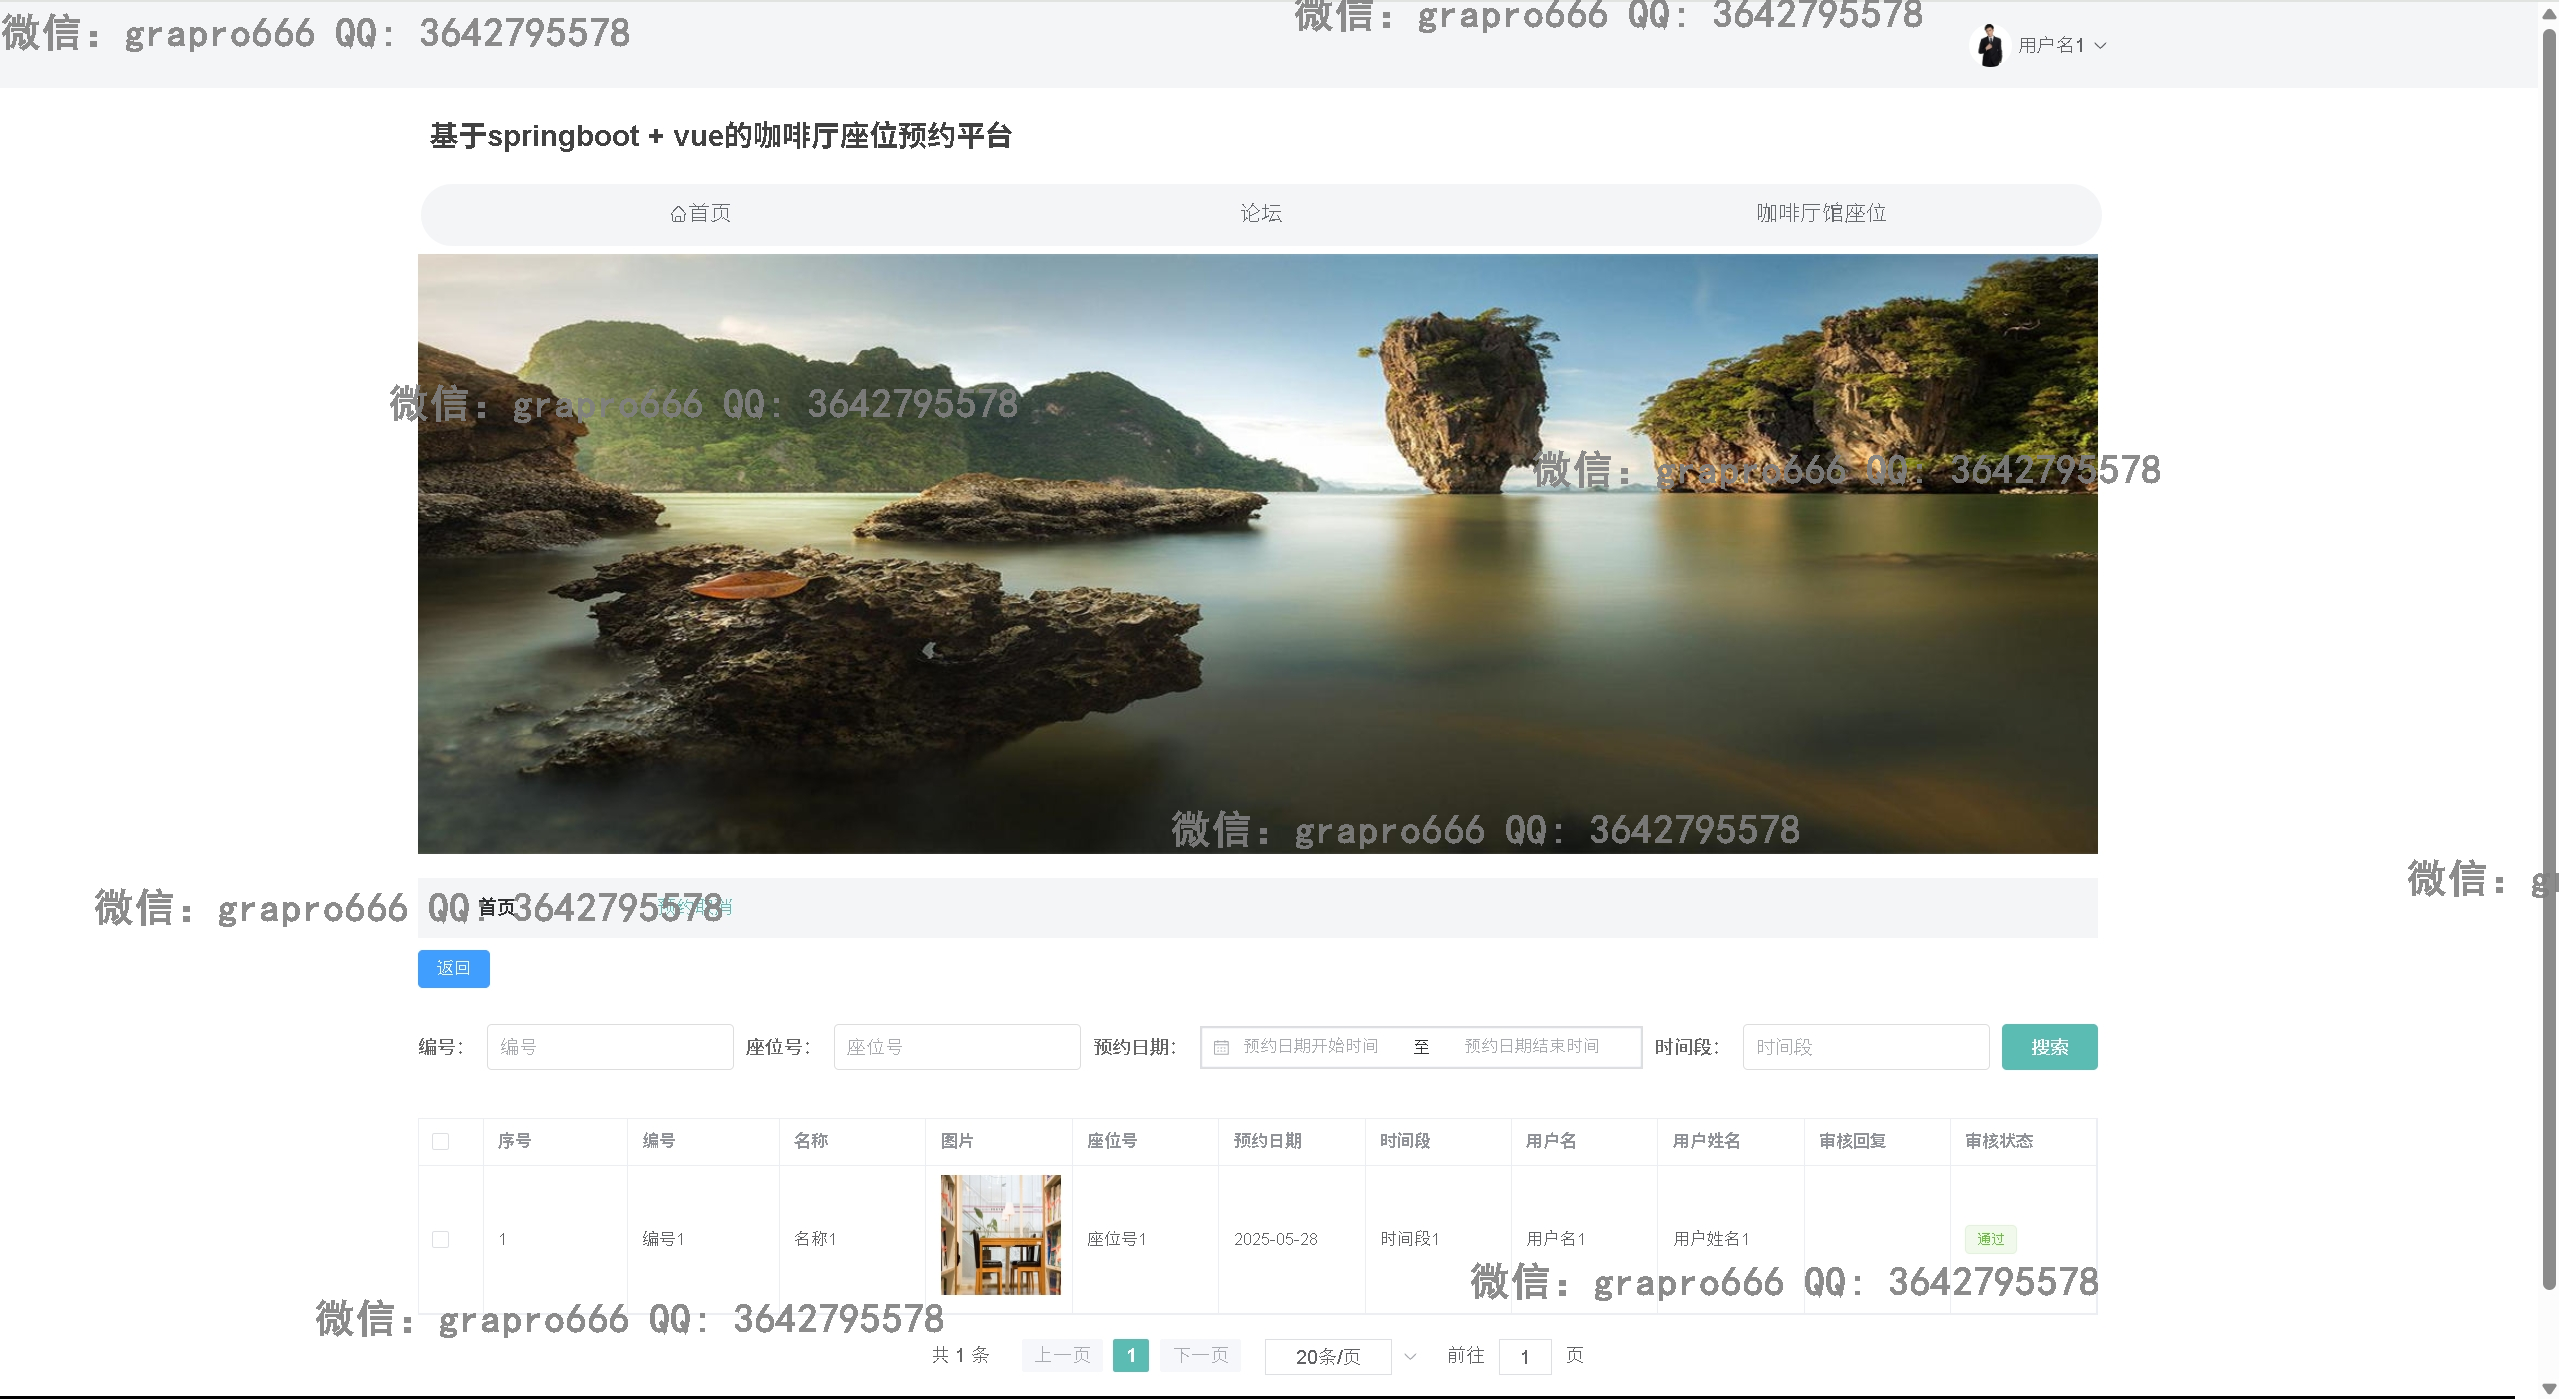 微信: grapro666 QQ: 3642795578
微信: grapro666 QQ: 3642795578
用户名1
基于springboot + vue的咖啡厅座位预约平台
首页
论坛
咖啡厅馆座位
微信: grapro666 QQ: 3642795578
微信: grapro666 QQ: 3642795578
微信: grapro666 QQ: 3642795578
微信: gr
微信: grapro666 QQ: 3642795578
首页
预约取消
返回
编号: 编号 座位号: 座位号 预约日期: 预约日期开始时间 至 预约日期结束时间 时间段: 时间段 搜索
序号 编号 名称 图片 座位号 预约日期 时间段 用户名 用户姓名 审核回复 审核状态
1 编号1 名称1 座位号1 2025-05-28 时间段1 用户名1 用户姓名1 通过
微信: grapro666 QQ: 3642795578
微信: grapro666 QQ: 3642795578
共 1 条 上一页 1 下一页 20条/页 前往 1 页